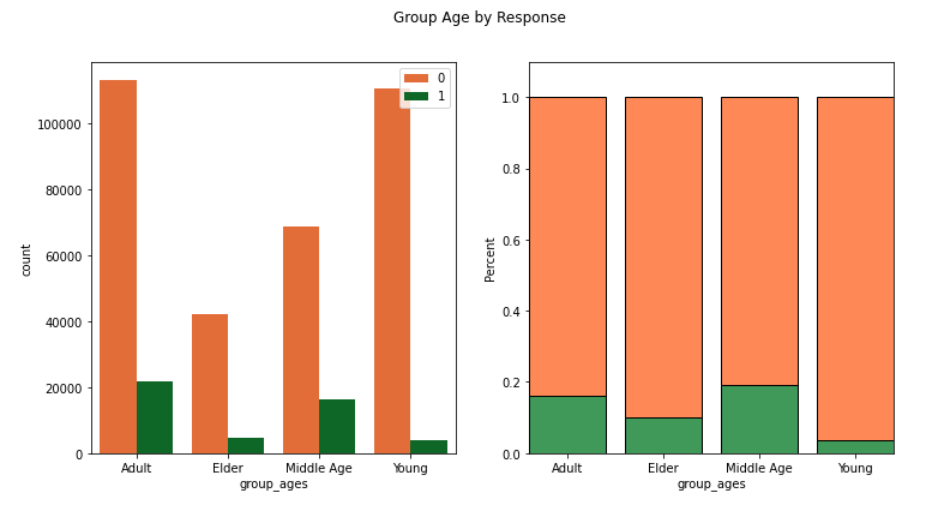 Group Age by Response
0
1
100000
80000
60000
40000
20000
0
count
Adult Elder Middle Age Young
group_ages
1.0
0.8
0.6
0.4
0.2
0.0
Percent
Adult Elder Middle Age Young
group_ages